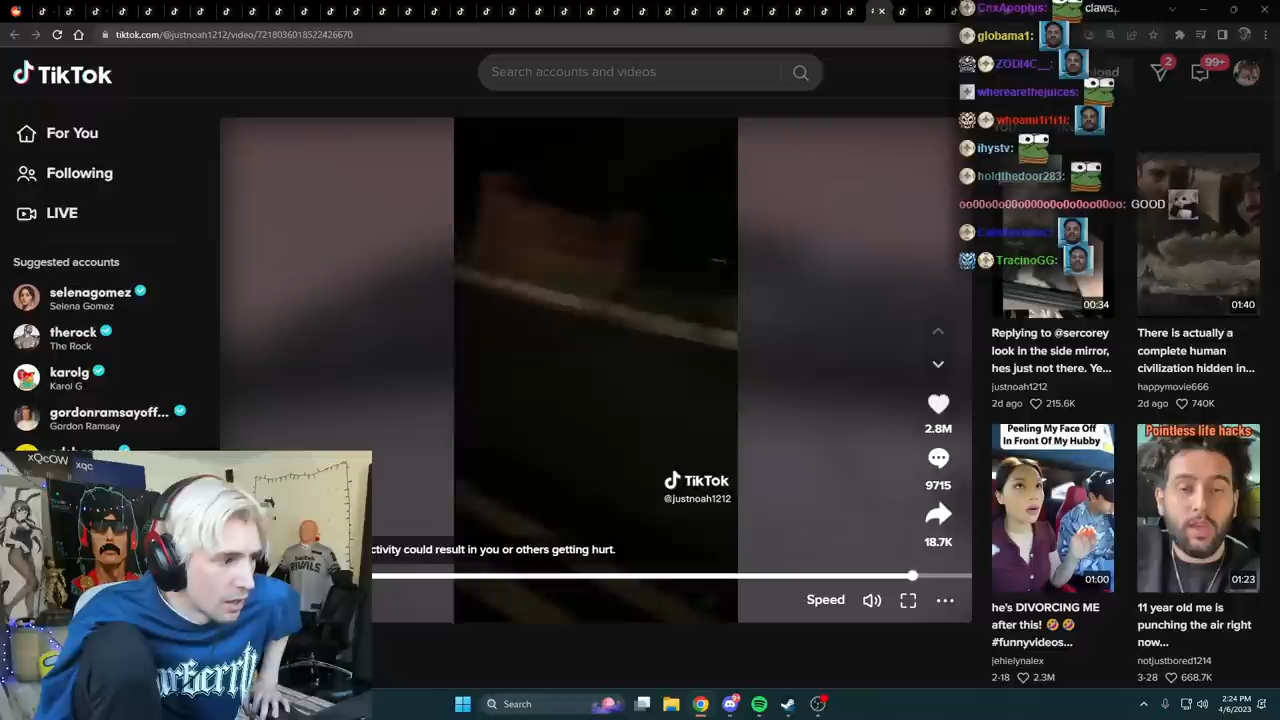 tiktok.com/@justnoah1212/video/7218036018522426670
TikTok
Search accounts and videos
For You
Following
LIVE
Suggested accounts
selenagomez
Selena Gomez
therock
The Rock
karolg
Karol G
gordonramsayoff...
Gordon Ramsay
xQcOW
xqc
TikTok
@justnoah1212
ctivity could result in you or others getting hurt.
2.8M
9715
18.7K
Speed
2
99+
CnxApophus:
claws
globama1:
ZODI4C__:
wherearethejuices:
whoami1i1i1i:
ihystv:
holdthedoor283:
GOOD
TracinoGG:
00:34
Replying to @sercorey
look in the side mirror,
hes just not there. Ye...
justnoah1212
2d ago 215.6K
01:40
There is actually a
complete human
civilization hidden in...
happymovie666
2d ago 740K
Peeling My Face Off
In Front Of My Hubby
01:00
he's DIVORCING ME
after this! 🤣 🤣
#funnyvideos...
jehlelynalex
2-18 2.3M
Pointless life hacks
01:23
11 year old me is
punching the air right
now...
notjustbored1214
3-28 668.7K
Search
2:24 PM
4/6/2023